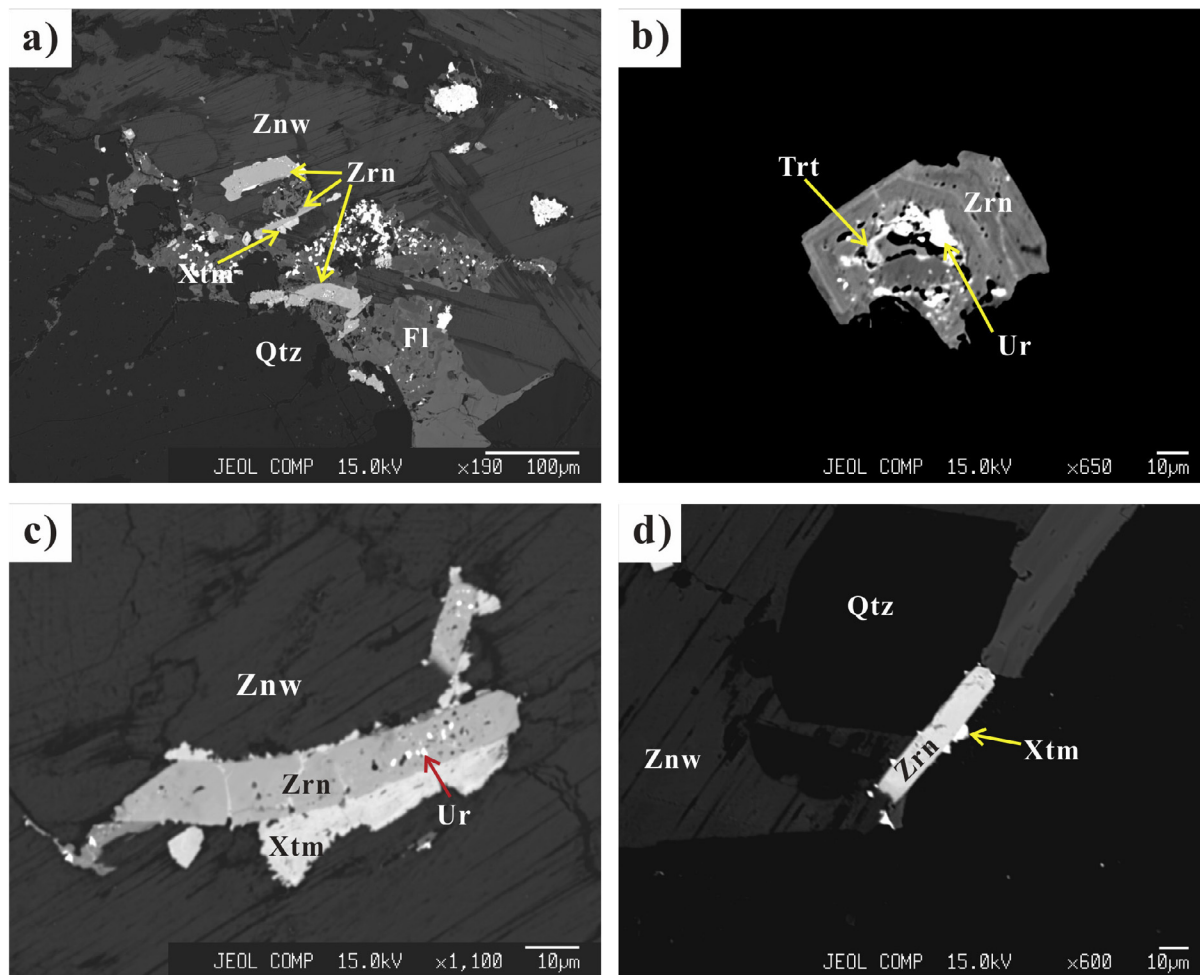 a)
Znw
Zrn
Xtm
Qtz
Fl
JEOL COMP 15.0kV ×190 100µm
b)
Trt
Zrn
Ur
JEOL COMP 15.0kV ×650 10µm
c)
Znw
Zrn
Ur
Xtm
JEOL COMP 15.0kV ×1,100 10µm
d)
Qtz
Znw
Zrn
Xtm
JEOL COMP 15.0kV ×600 10µm